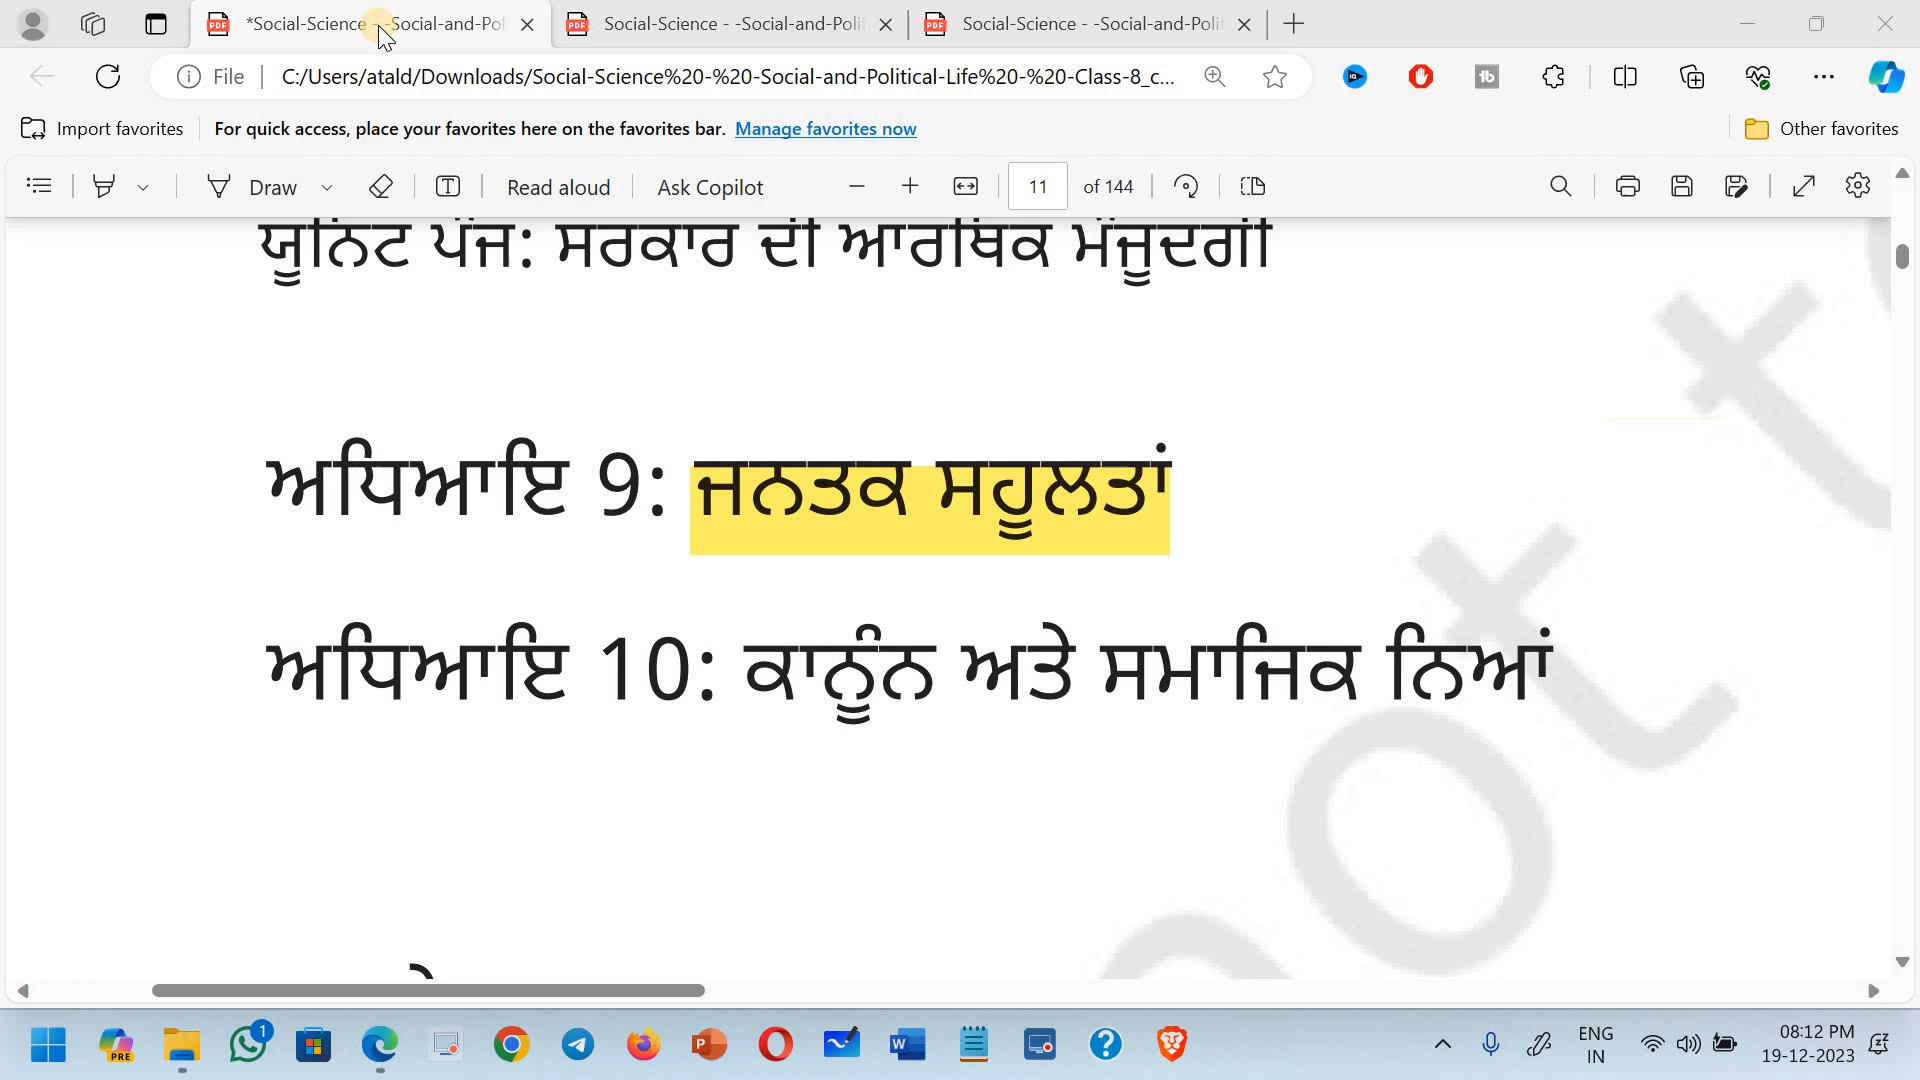 *Social-Science - -Social-and-Pol
Social-Science - -Social-and-Polit
Social-Science - -Social-and-Polit
File
C:/Users/atald/Downloads/Social-Science%20-%20-Social-and-Political-Life%20-%20-Class-8_c...
Import favorites
For quick access, place your favorites here on the favorites bar. Manage favorites now
Other favorites
Draw
Read aloud
Ask Copilot
11 of 144
ਯੂਨਿਟ ਪੰਜ: ਸਰਕਾਰ ਦੀ ਆਰਥਿਕ ਮੌਜੂਦਗੀ
ਅਧਿਆਇ 9: ਜਨਤਕ ਸਹੂਲਤਾਂ
ਅਧਿਆਇ 10: ਕਾਨੂੰਨ ਅਤੇ ਸਮਾਜਿਕ ਨਿਆਂ
1
PRE
ENG
IN
08:12 PM
19-12-2023